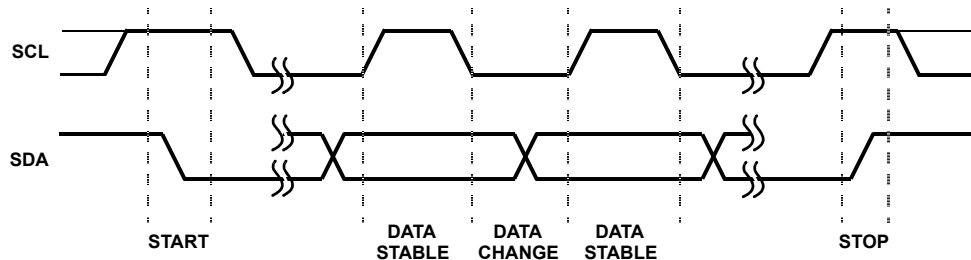 SCL
SDA
START
DATA
STABLE
DATA
CHANGE
DATA
STABLE
STOP